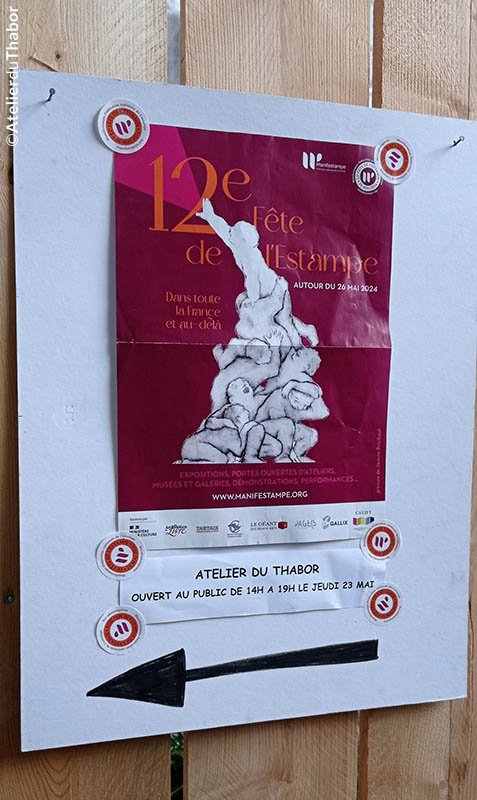 ©AtelierduThabor
Manifestampe
12e
Fête
de l'Estampe
AUTOUR DU 26 MAI 2024
Dans toute
la France
et au-delà
EXPOSITIONS, PORTES OUVERTES D'ATELIERS,
MUSÉES ET GALERIES, DÉMONSTRATIONS, PERFORMANCES...
WWW.MANIFESTAMPE.ORG
MINISTÈRE
LE GÉANT
GALLIX
ATELIER DU THABOR
OUVERT AU PUBLIC DE 14H A 19H LE JEUDI 23 MAI